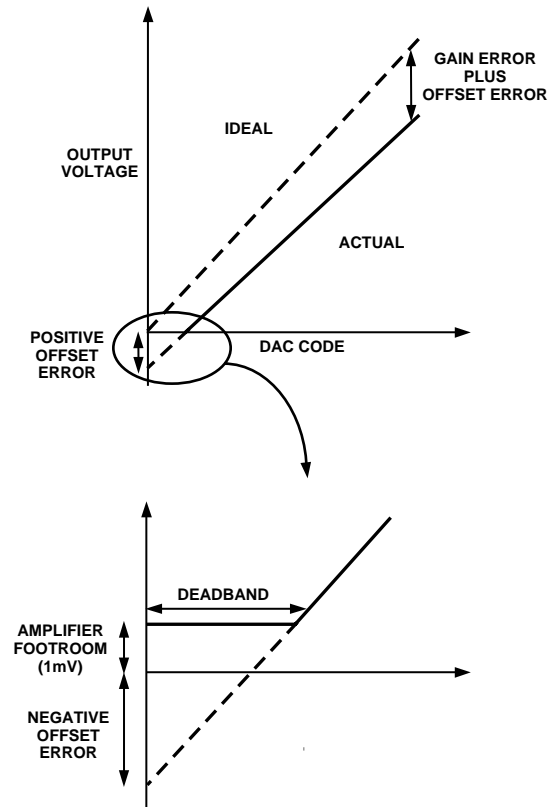 GAIN ERROR
PLUS
OFFSET ERROR
IDEAL
OUTPUT
VOLTAGE
ACTUAL
POSITIVE
OFFSET
ERROR
DAC CODE
DEADBAND
AMPLIFIER
FOOTROOM
(1mV)
NEGATIVE
OFFSET
ERROR